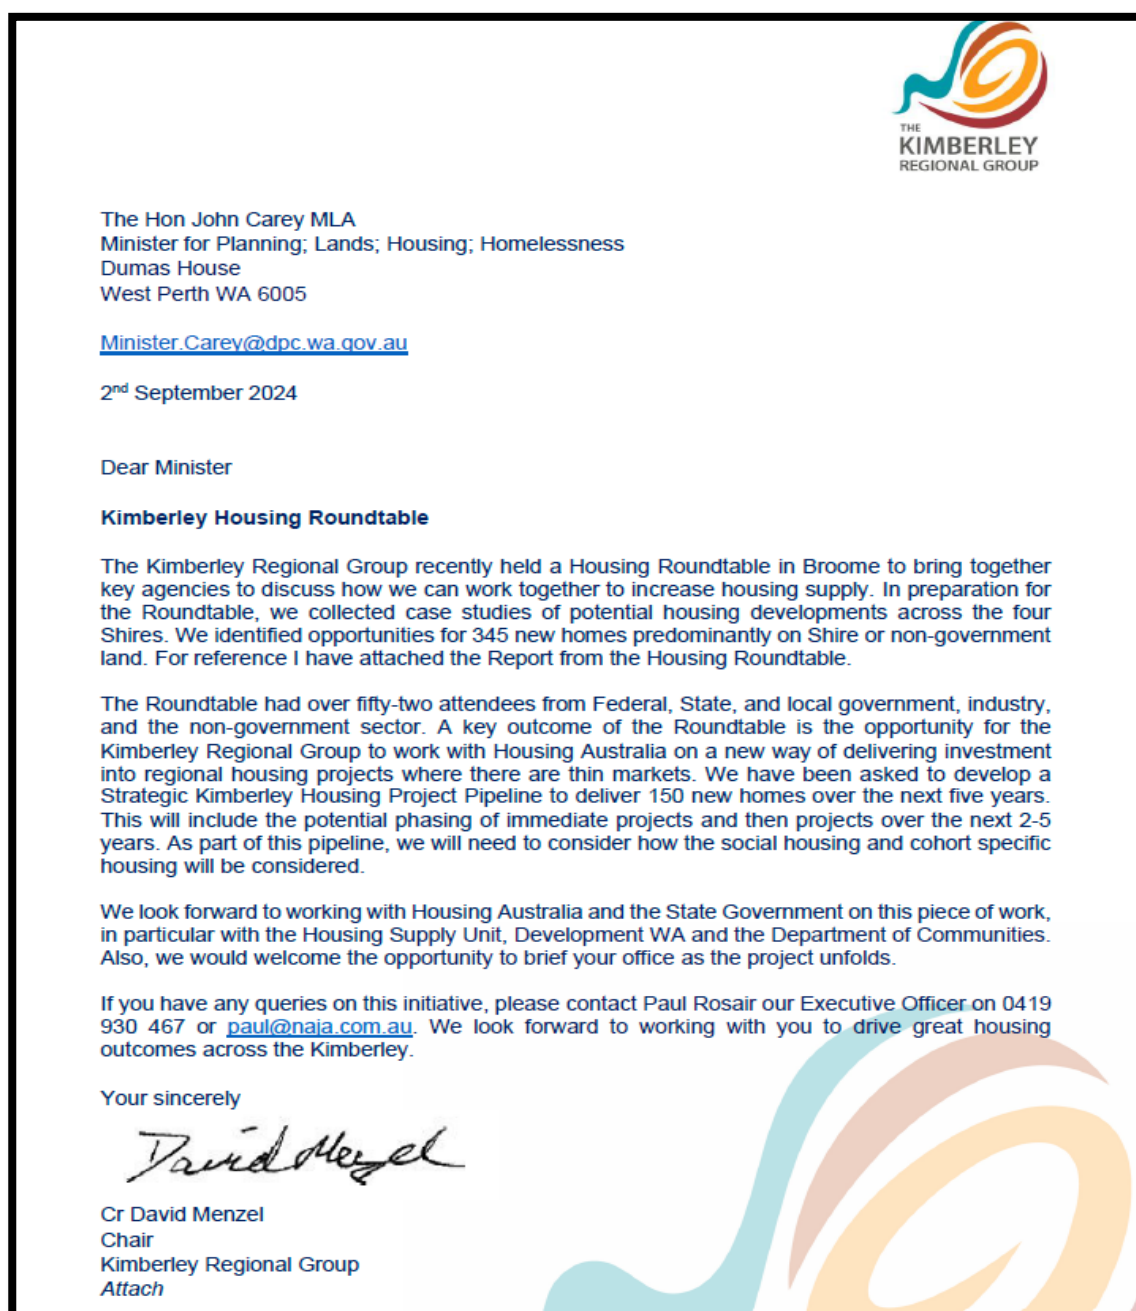 THE
KIMBERLEY
REGIONAL GROUP
The Hon John Carey MLA
Minister for Planning; Lands; Housing; Homelessness
Dumas House
West Perth WA 6005
Minister.Carey@dpc.wa.gov.au
2nd September 2024
Dear Minister
Kimberley Housing Roundtable
The Kimberley Regional Group recently held a Housing Roundtable in Broome to bring together
key agencies to discuss how we can work together to increase housing supply. In preparation for
the Roundtable, we collected case studies of potential housing developments across the four
Shires. We identified opportunities for 345 new homes predominantly on Shire or non-government
land. For reference I have attached the Report from the Housing Roundtable.
The Roundtable had over fifty-two attendees from Federal, State, and local government, industry,
and the non-government sector. A key outcome of the Roundtable is the opportunity for the
Kimberley Regional Group to work with Housing Australia on a new way of delivering investment
into regional housing projects where there are thin markets. We have been asked to develop a
Strategic Kimberley Housing Project Pipeline to deliver 150 new homes over the next five years.
This will include the potential phasing of immediate projects and then projects over the next 2-5
years. As part of this pipeline, we will need to consider how the social housing and cohort specific
housing will be considered.
We look forward to working with Housing Australia and the State Government on this piece of work,
in particular with the Housing Supply Unit, Development WA and the Department of Communities.
Also, we would welcome the opportunity to brief your office as the project unfolds.
If you have any queries on this initiative, please contact Paul Rosair our Executive Officer on 0419
930 467 or paul@naja.com.au. We look forward to working with you to drive great housing
outcomes across the Kimberley.
Your sincerely
David Menzel
Cr David Menzel
Chair
Kimberley Regional Group
Attach